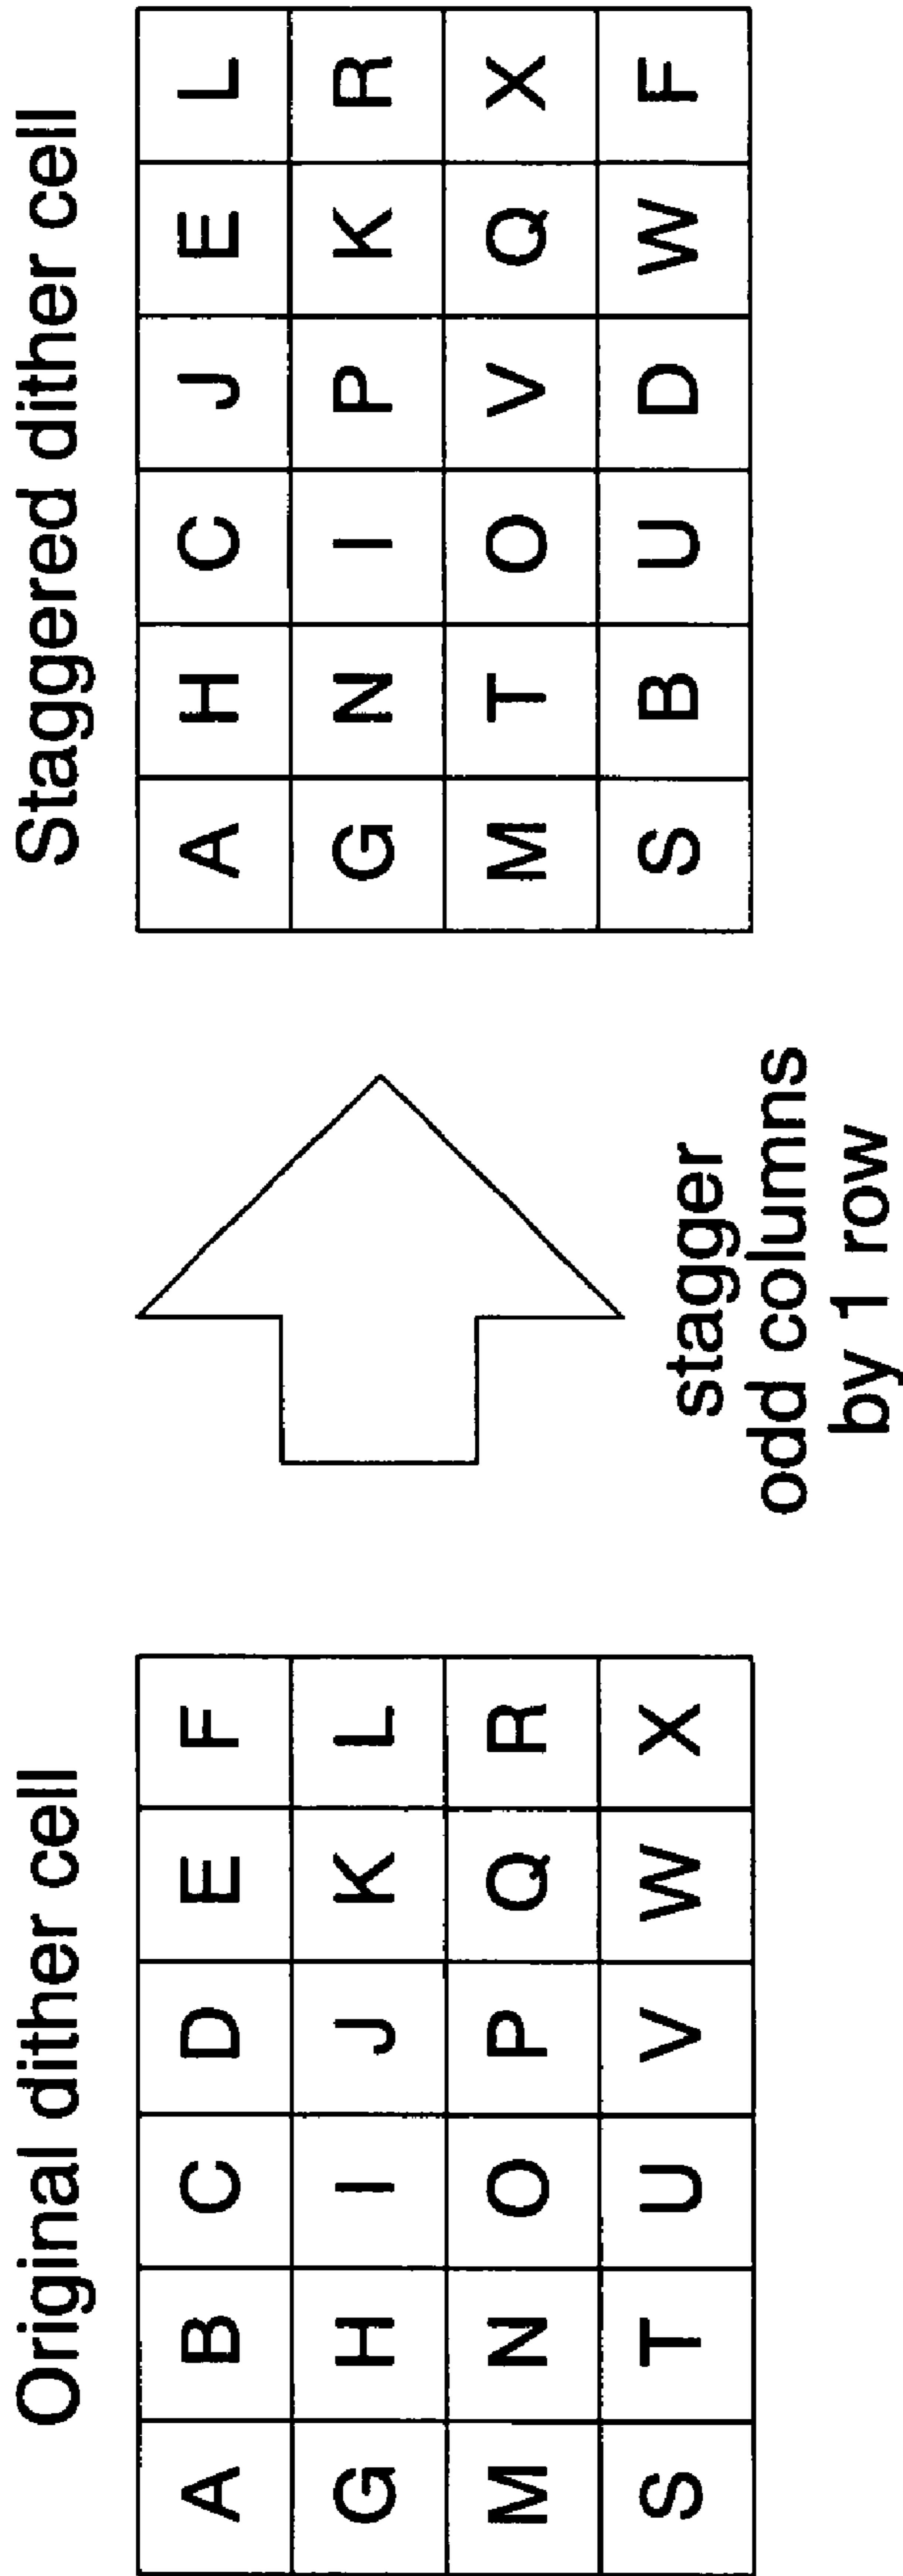 Original dither cell
A B C D E F
G H I J K L
M N O P Q R
S T U V W X
stagger
odd columns
by 1 row
Staggered dither cell
A H C J E L
G N I P K R
M T O V Q X
S B U D W F